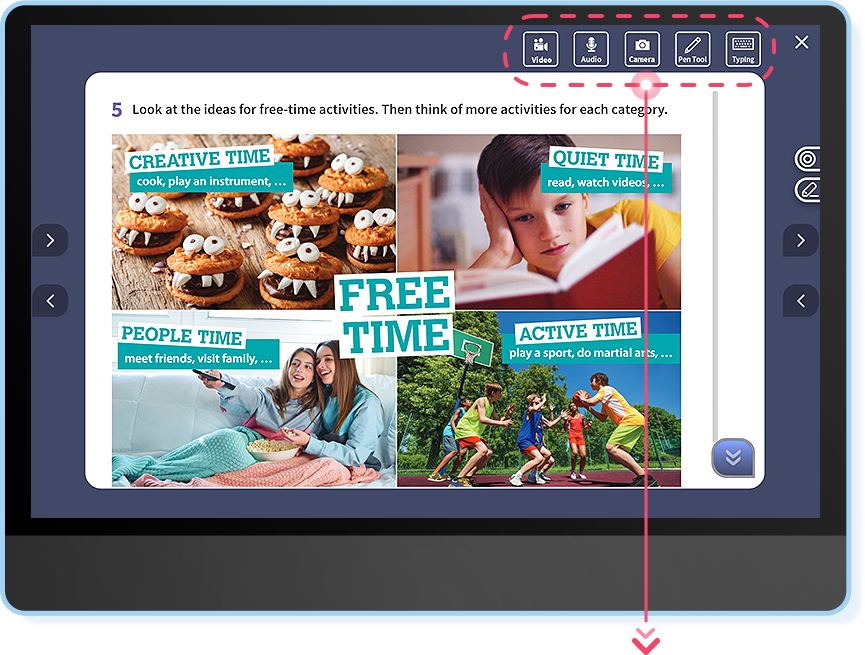 Video
Audio
Camera
Pen Tool
Typing
5 Look at the ideas for free-time activities. Then think of more activities for each category.
CREATIVE TIME
cook, play an instrument, ...
QUIET TIME
read, watch videos, ...
FREE
TIME
PEOPLE TIME
meet friends, visit family, ...
ACTIVE TIME
play a sport, do martial arts, ...